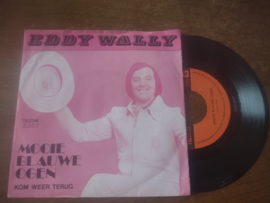 EDDY WALLY
MOOIE
BLAUWE
OGEN
KOM WEER TERUG